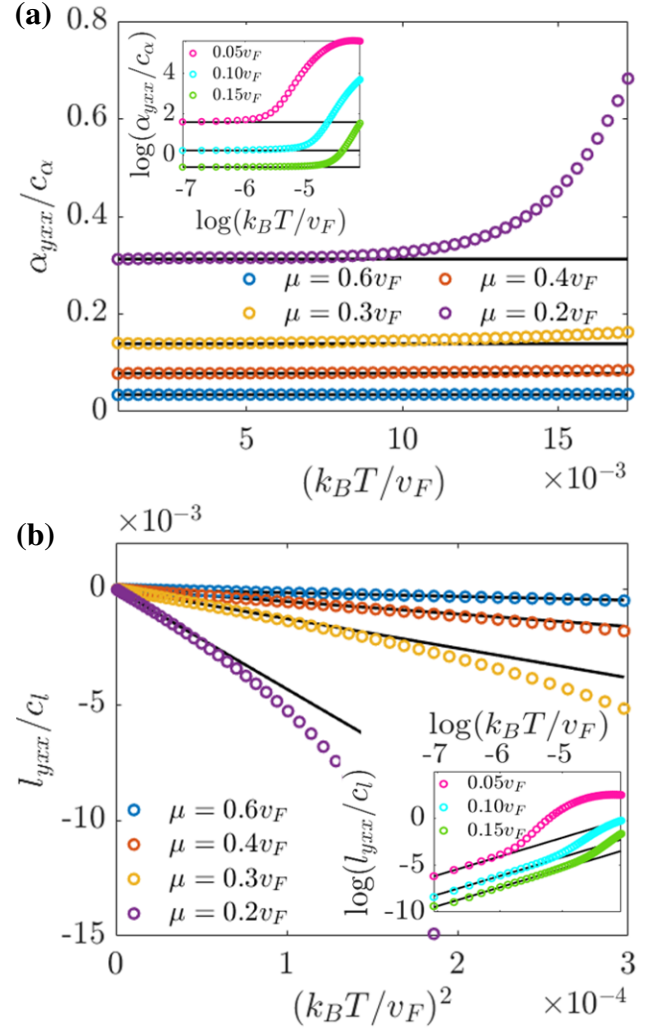 (a)
0.8
0.6
0.4
0.2
0
α_yxx/c_α
log(α_yxx/c_α)
4
2
0
0.05v_F
0.10v_F
0.15v_F
-7 -6 -5
log(k_BT/v_F)
μ = 0.6v_F μ = 0.4v_F
μ = 0.3v_F μ = 0.2v_F
5 10 15
(k_BT/v_F) ×10⁻³
(b)
×10⁻³
0
-5
-10
-15
l_yxx/c_l
log(k_BT/v_F)
-7 -6 -5
log(l_yxx/c_l)
0
-5
-10
0.05v_F
0.10v_F
0.15v_F
μ = 0.6v_F
μ = 0.4v_F
μ = 0.3v_F
μ = 0.2v_F
0 1 2 3
(k_BT/v_F)² ×10⁻⁴